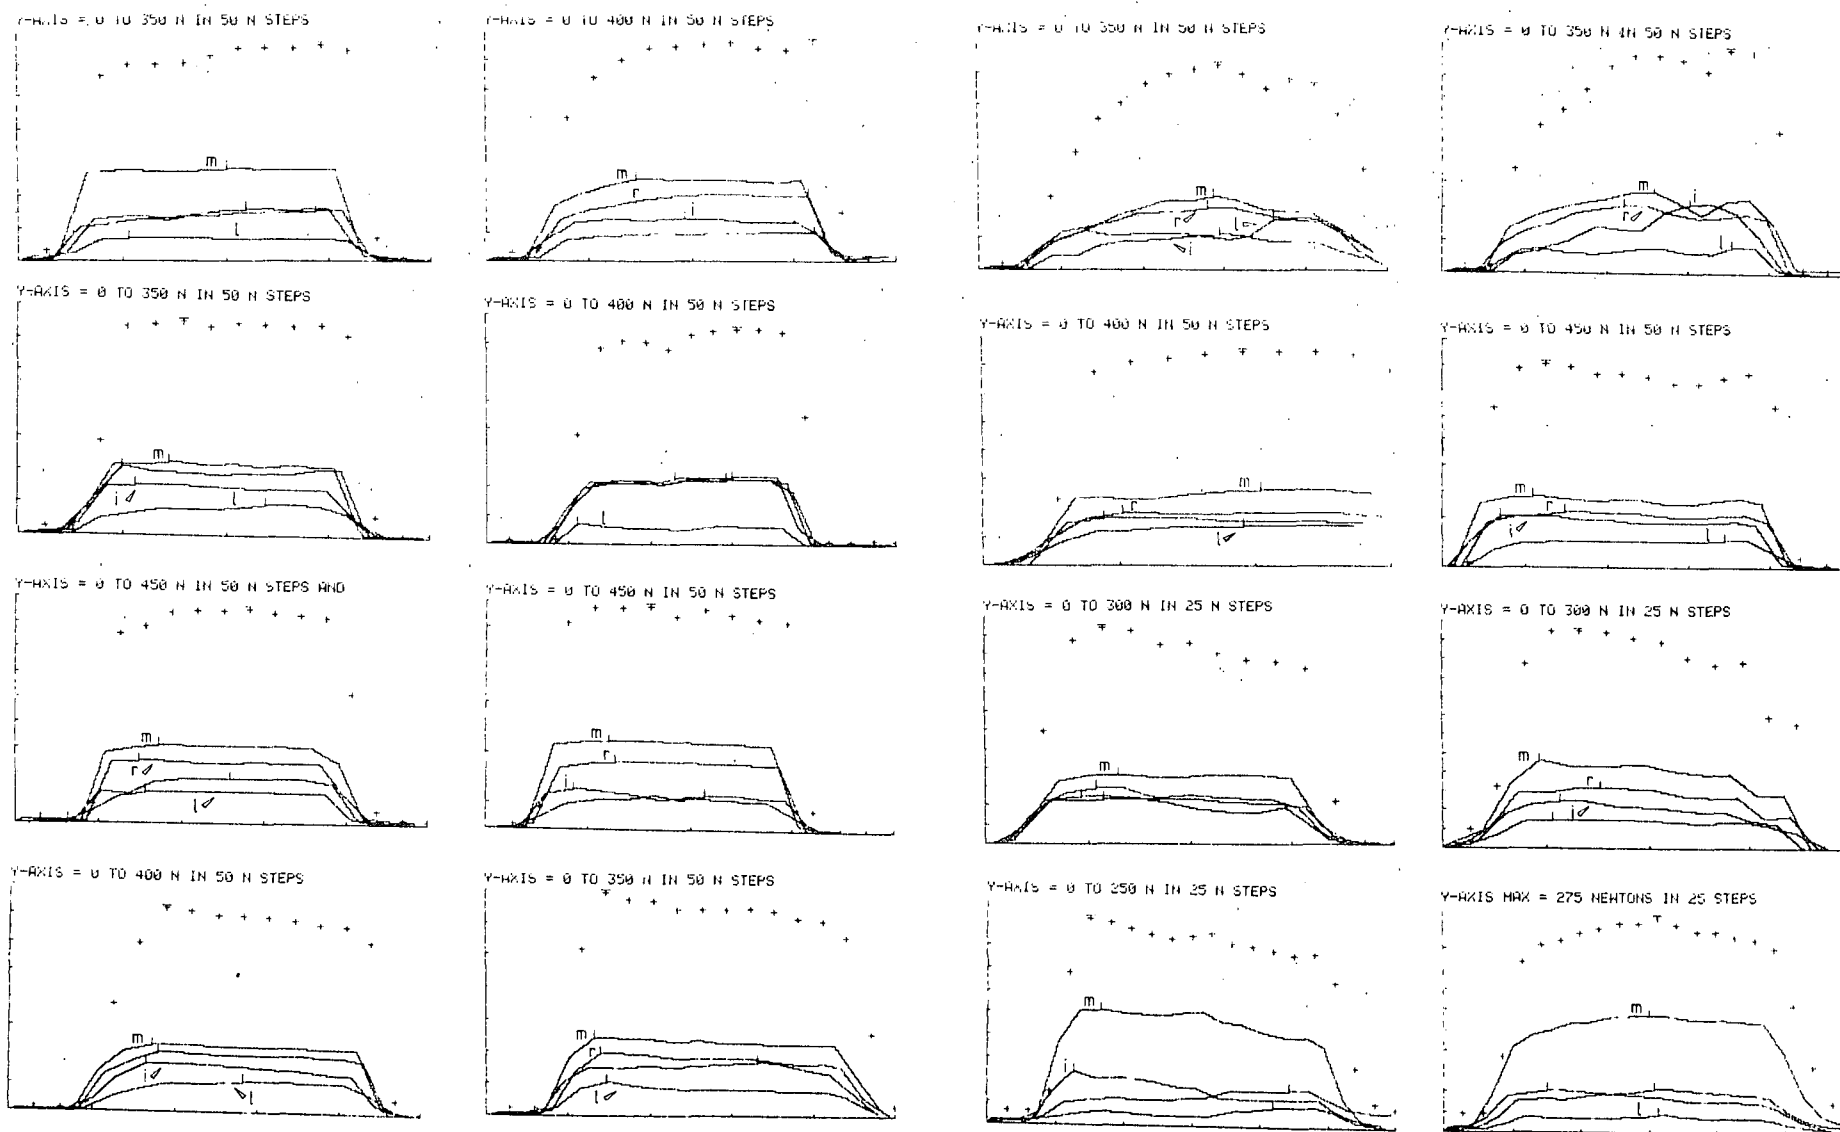 Y-AXIS = 0 TO 350 N IN 50 N STEPS
m
l
Y-AXIS = 0 TO 400 N IN 50 N STEPS
m
r
i
Y-AXIS = 0 TO 350 N IN 50 N STEPS
m
r
l
i
Y-AXIS = 0 TO 350 N IN 50 N STEPS
m
i
r
l
Y-AXIS = 0 TO 350 N IN 50 N STEPS
m
i
l
Y-AXIS = 0 TO 400 N IN 50 N STEPS
l
Y-AXIS = 0 TO 400 N IN 50 N STEPS
m
r
l
Y-AXIS = 0 TO 450 N IN 50 N STEPS
m
r
i
l
Y-AXIS = 0 TO 450 N IN 50 N STEPS AND
m
r
l
Y-AXIS = 0 TO 450 N IN 50 N STEPS
m
r
i
Y-AXIS = 0 TO 300 N IN 25 N STEPS
m
Y-AXIS = 0 TO 300 N IN 25 N STEPS
m
r
i
Y-AXIS = 0 TO 400 N IN 50 N STEPS
m
i
l
Y-AXIS = 0 TO 350 N IN 50 N STEPS
m
r
l
Y-AXIS = 0 TO 250 N IN 25 N STEPS
m
i
Y-AXIS MAX = 275 NEWTONS IN 25 STEPS
m
l